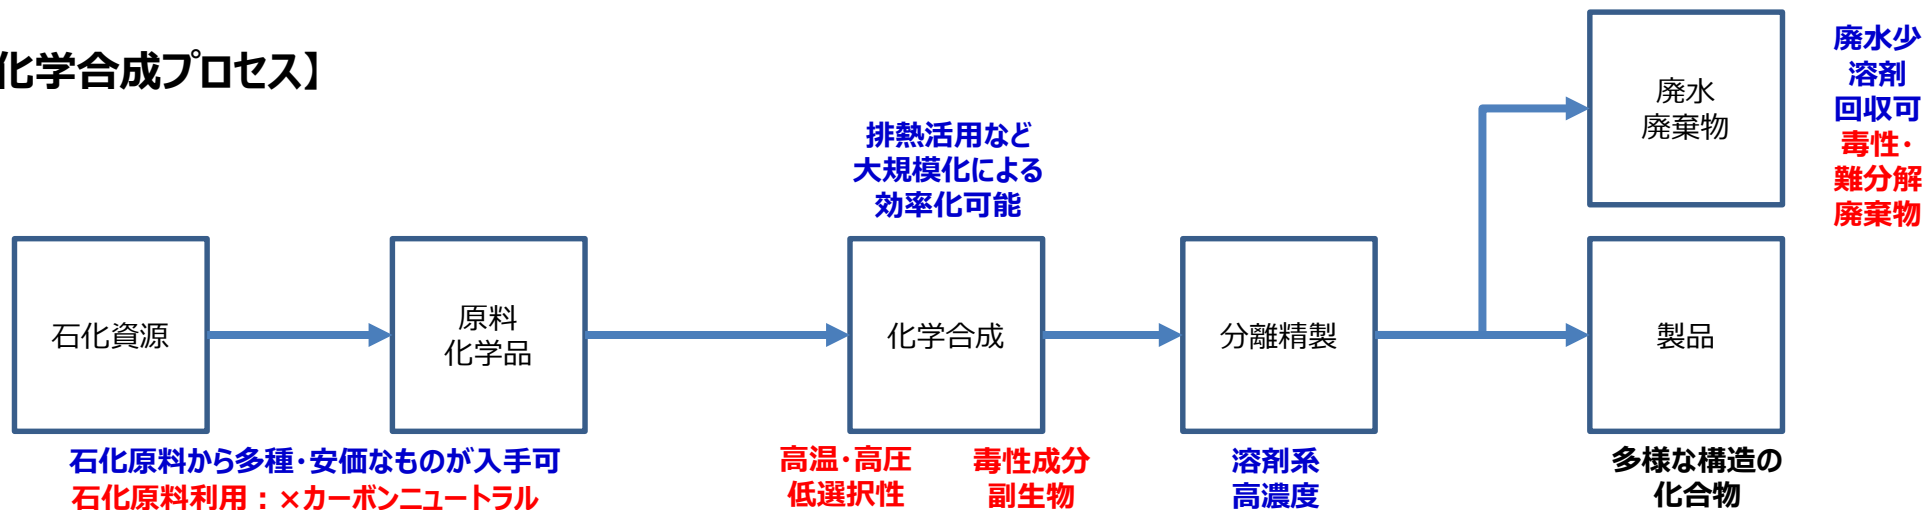 化学合成プロセス】
廃水少
溶剤
回収可
毒性・
難分解
廃棄物
廃水
廃棄物
排熱活用など
大規模化による
効率化可能
石化資源
原料
化学品
化学合成
分離精製
製品
石化原料から多種・安価なものが入手可
石化原料利用：×カーボンニュートラル
高温・高圧
低選択性
毒性成分
副生物
溶剤系
高濃度
多様な構造の
化合物